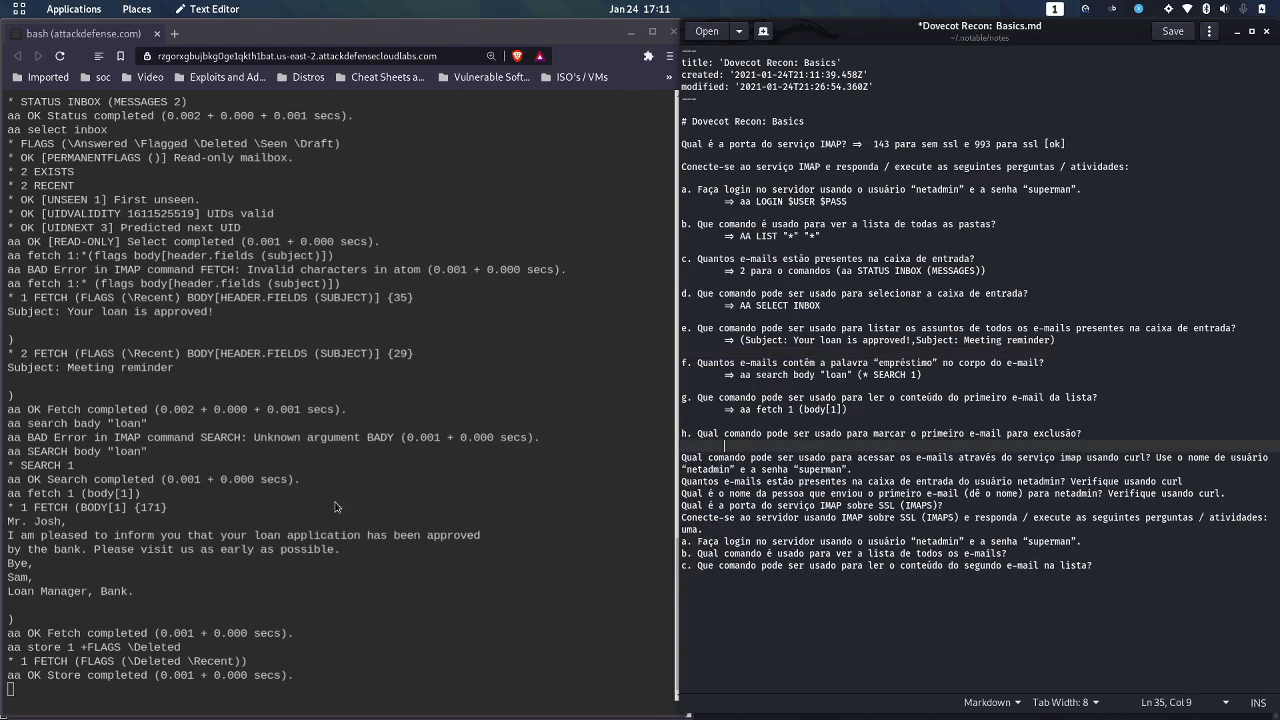 Applications Places Text Editor Jan 24 17:11 1
bash (attackdefense.com)
rzgorxgbujbkg0ge1qkth1bat.us-east-2.attackdefensecloudlabs.com
Imported soc Video Exploits and Ad... Distros Cheat Sheets a... Vulnerable Soft... ISO's / VMs »
* STATUS INBOX (MESSAGES 2)
aa OK Status completed (0.002 + 0.000 + 0.001 secs).
aa select inbox
* FLAGS (\Answered \Flagged \Deleted \Seen \Draft)
* OK [PERMANENTFLAGS ()] Read-only mailbox.
* 2 EXISTS
* 2 RECENT
* OK [UNSEEN 1] First unseen.
* OK [UIDVALIDITY 1611525519] UIDs valid
* OK [UIDNEXT 3] Predicted next UID
aa OK [READ-ONLY] Select completed (0.001 + 0.000 secs).
aa fetch 1:*(flags body[header.fields (subject)])
aa BAD Error in IMAP command FETCH: Invalid characters in atom (0.001 + 0.000 secs).
aa fetch 1:* (flags body[header.fields (subject)])
* 1 FETCH (FLAGS (\Recent) BODY[HEADER.FIELDS (SUBJECT)] {35}
Subject: Your loan is approved!
)
* 2 FETCH (FLAGS (\Recent) BODY[HEADER.FIELDS (SUBJECT)] {29}
Subject: Meeting reminder
)
aa OK Fetch completed (0.002 + 0.000 + 0.001 secs).
aa search bady "loan"
aa BAD Error in IMAP command SEARCH: Unknown argument BADY (0.001 + 0.000 secs).
aa SEARCH body "loan"
* SEARCH 1
aa OK Search completed (0.001 + 0.000 secs).
aa fetch 1 (body[1])
* 1 FETCH (BODY[1] {171}
Mr. Josh,
I am pleased to inform you that your loan application has been approved
by the bank. Please visit us as early as possible.
Bye,
Sam,
Loan Manager, Bank.
)
aa OK Fetch completed (0.001 + 0.000 secs).
aa store 1 +FLAGS \Deleted
* 1 FETCH (FLAGS (\Deleted \Recent))
aa OK Store completed (0.001 + 0.000 secs).
Open *Dovecot Recon: Basics.md Save
~/.notable/notes
---
title: 'Dovecot Recon: Basics'
created: '2021-01-24T21:11:39.458Z'
modified: '2021-01-24T21:26:54.360Z'
---
# Dovecot Recon: Basics
Qual é a porta do serviço IMAP? ⇒ 143 para sem ssl e 993 para ssl [ok]
Conecte-se ao serviço IMAP e responda / execute as seguintes perguntas / atividades:
a. Faça login no servidor usando o usuário “netadmin” e a senha “superman”.
⇒ aa LOGIN $USER $PASS
b. Que comando é usado para ver a lista de todas as pastas?
⇒ AA LIST "*" "*"
c. Quantos e-mails estão presentes na caixa de entrada?
⇒ 2 para o comandos (aa STATUS INBOX (MESSAGES))
d. Que comando pode ser usado para selecionar a caixa de entrada?
⇒ AA SELECT INBOX
e. Que comando pode ser usado para listar os assuntos de todos os e-mails presentes na caixa de entrada?
⇒ (Subject: Your loan is approved!,Subject: Meeting reminder)
f. Quantos e-mails contêm a palavra “empréstimo” no corpo do e-mail?
⇒ aa search body "loan" (* SEARCH 1)
g. Que comando pode ser usado para ler o conteúdo do primeiro e-mail da lista?
⇒ aa fetch 1 (body[1])
h. Qual comando pode ser usado para marcar o primeiro e-mail para exclusão?
Qual comando pode ser usado para acessar os e-mails através do serviço imap usando curl? Use o nome de usuário
“netadmin” e a senha “superman”.
Quantos e-mails estão presentes na caixa de entrada do usuário netadmin? Verifique usando curl
Qual é o nome da pessoa que enviou o primeiro e-mail (dê o nome) para netadmin? Verifique usando curl.
Qual é a porta do serviço IMAP sobre SSL (IMAPS)?
Conecte-se ao servidor usando IMAP sobre SSL (IMAPS) e responda / execute as seguintes perguntas / atividades:
uma.
a. Faça login no servidor usando o usuário “netadmin” e a senha “superman”.
b. Qual comando é usado para ver a lista de todos os e-mails?
c. Que comando pode ser usado para ler o conteúdo do segundo e-mail na lista?
Markdown Tab Width: 8 Ln 35, Col 9 INS